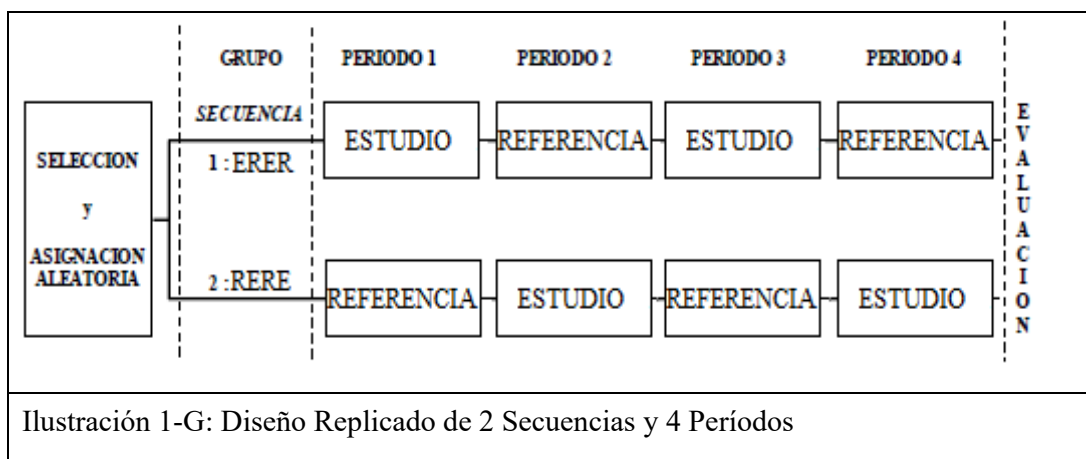 GRUPO PERIODO 1 PERIODO 2 PERIODO 3 PERIODO 4
SECUENCIA
ESTUDIO REFERENCIA ESTUDIO REFERENCIA
1 : ERER
SELECCION
y
ASIGNACION
ALEATORIA
2 :RERE
REFERENCIA ESTUDIO REFERENCIA ESTUDIO
E
V
A
L
U
A
C
I
O
N
Ilustración 1-G: Diseño Replicado de 2 Secuencias y 4 Períodos